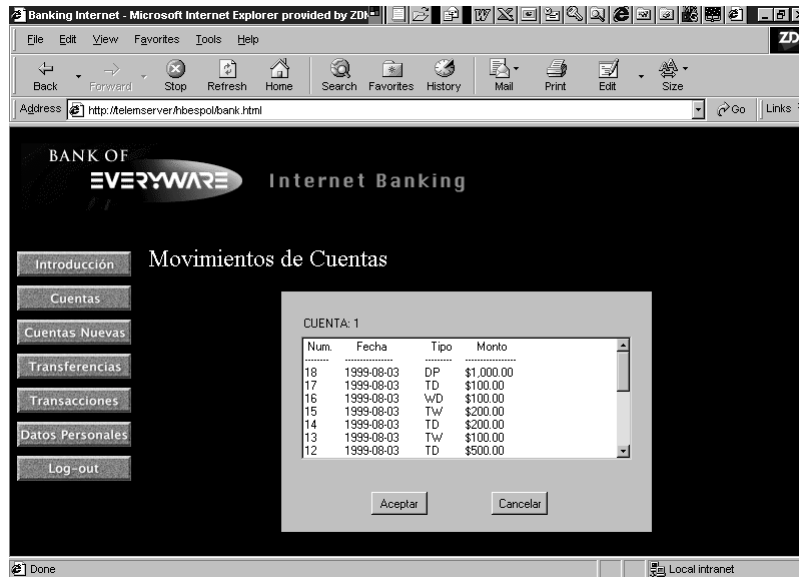 Banking Internet - Microsoft Internet Explorer provided by ZD
File Edit View Favorites Tools Help
ZD
Back Forward Stop Refresh Home Search Favorites History Mail Print Edit Size
Address http://telemserver/hbespol/bank.html Go Links
BANK OF
EVERYWARE Internet Banking
Movimientos de Cuentas
Introducción
Cuentas
Cuentas Nuevas
Transferencias
Transacciones
Datos Personales
Log-out
CUENTA: 1
Num. Fecha Tipo Monto
18 1999-08-03 DP $1,000.00
17 1999-08-03 TD $100.00
16 1999-08-03 WD $100.00
15 1999-08-03 TW $200.00
14 1999-08-03 TD $200.00
13 1999-08-03 TW $100.00
12 1999-08-03 TD $500.00
Aceptar Cancelar
Done Local intranet